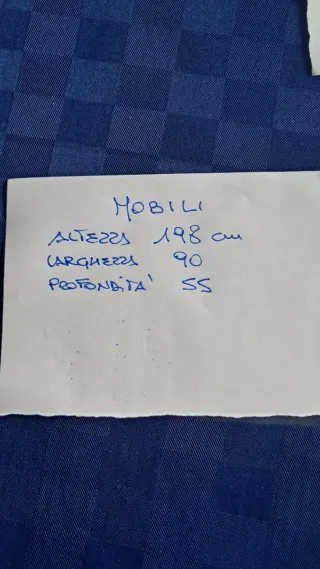 MOBILI
ALTEZZA 198 cm
LARGHEZZA 90
PROFONDITA' 55